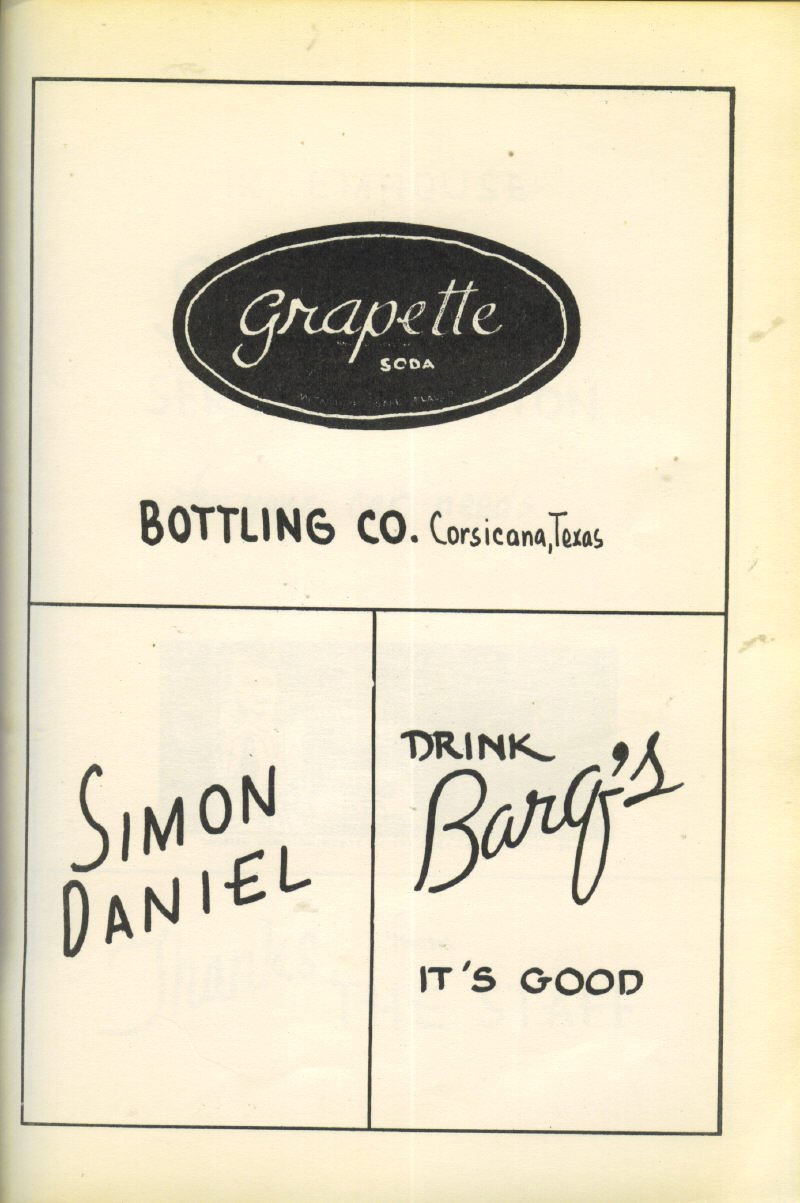 Grapette
SODA
BOTTLING CO. Corsicana, Texas
SIMON
DANIEL
DRINK
Barq's
IT'S GOOD